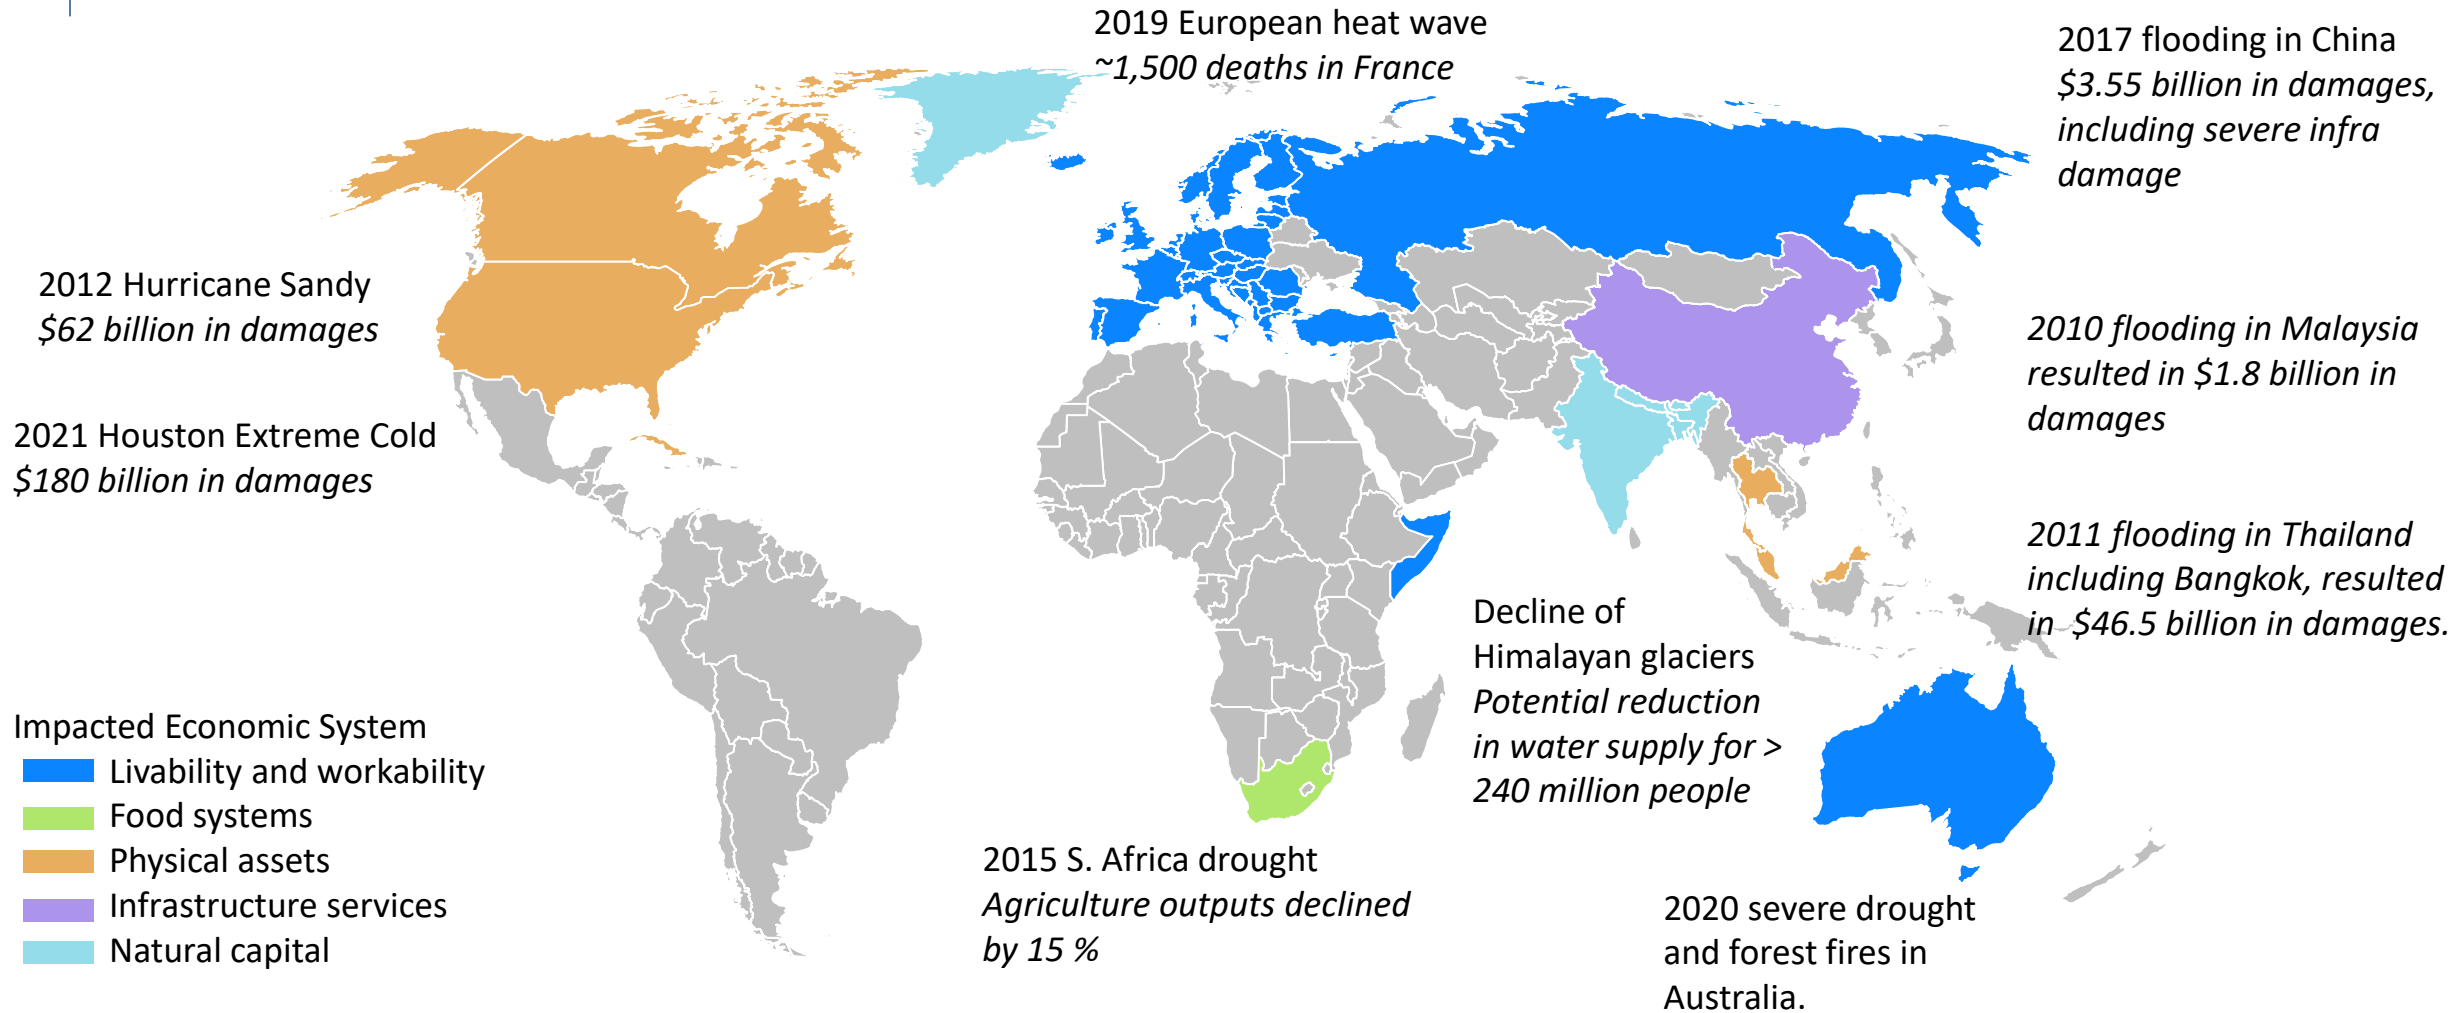 2019 European heat wave
~1,500 deaths in France
2017 flooding in China
$3.55 billion in damages,
including severe infra
damage
2012 Hurricane Sandy
$62 billion in damages
2010 flooding in Malaysia
resulted in $1.8 billion in
damages
2021 Houston Extreme Cold
$180 billion in damages
2011 flooding in Thailand
including Bangkok, resulted
in  $46.5 billion in damages.
Decline of
Himalayan glaciers
Potential reduction
in water supply for >
240 million people
Impacted Economic System
Livability and workability
Food systems
Physical assets
Infrastructure services
Natural capital
2015 S. Africa drought
Agriculture outputs declined
by 15 %
2020 severe drought
and forest fires in
Australia.